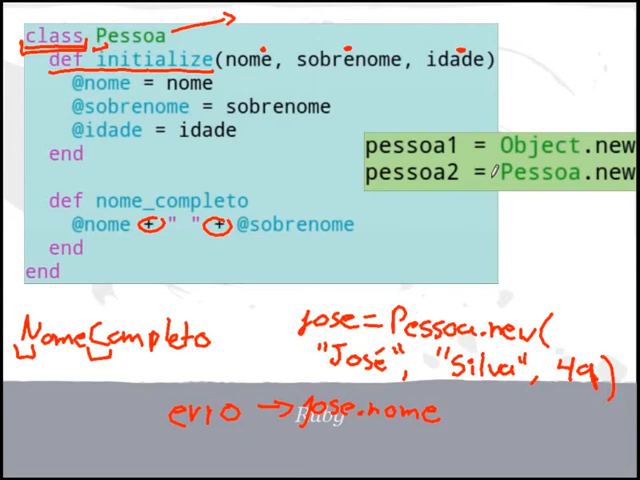 class Pessoa
def initialize(nome, sobrenome, idade)
@nome = nome
@sobrenome = sobrenome
@idade = idade
end
def nome_completo
@nome + " " + @sobrenome
end
end
pessoa1 = Object.new
pessoa2 = Pessoa.new
NomeCompleto
jose = Pessoa.new(
"José", "Silva", 49)
erro → jose.nome
Ruby